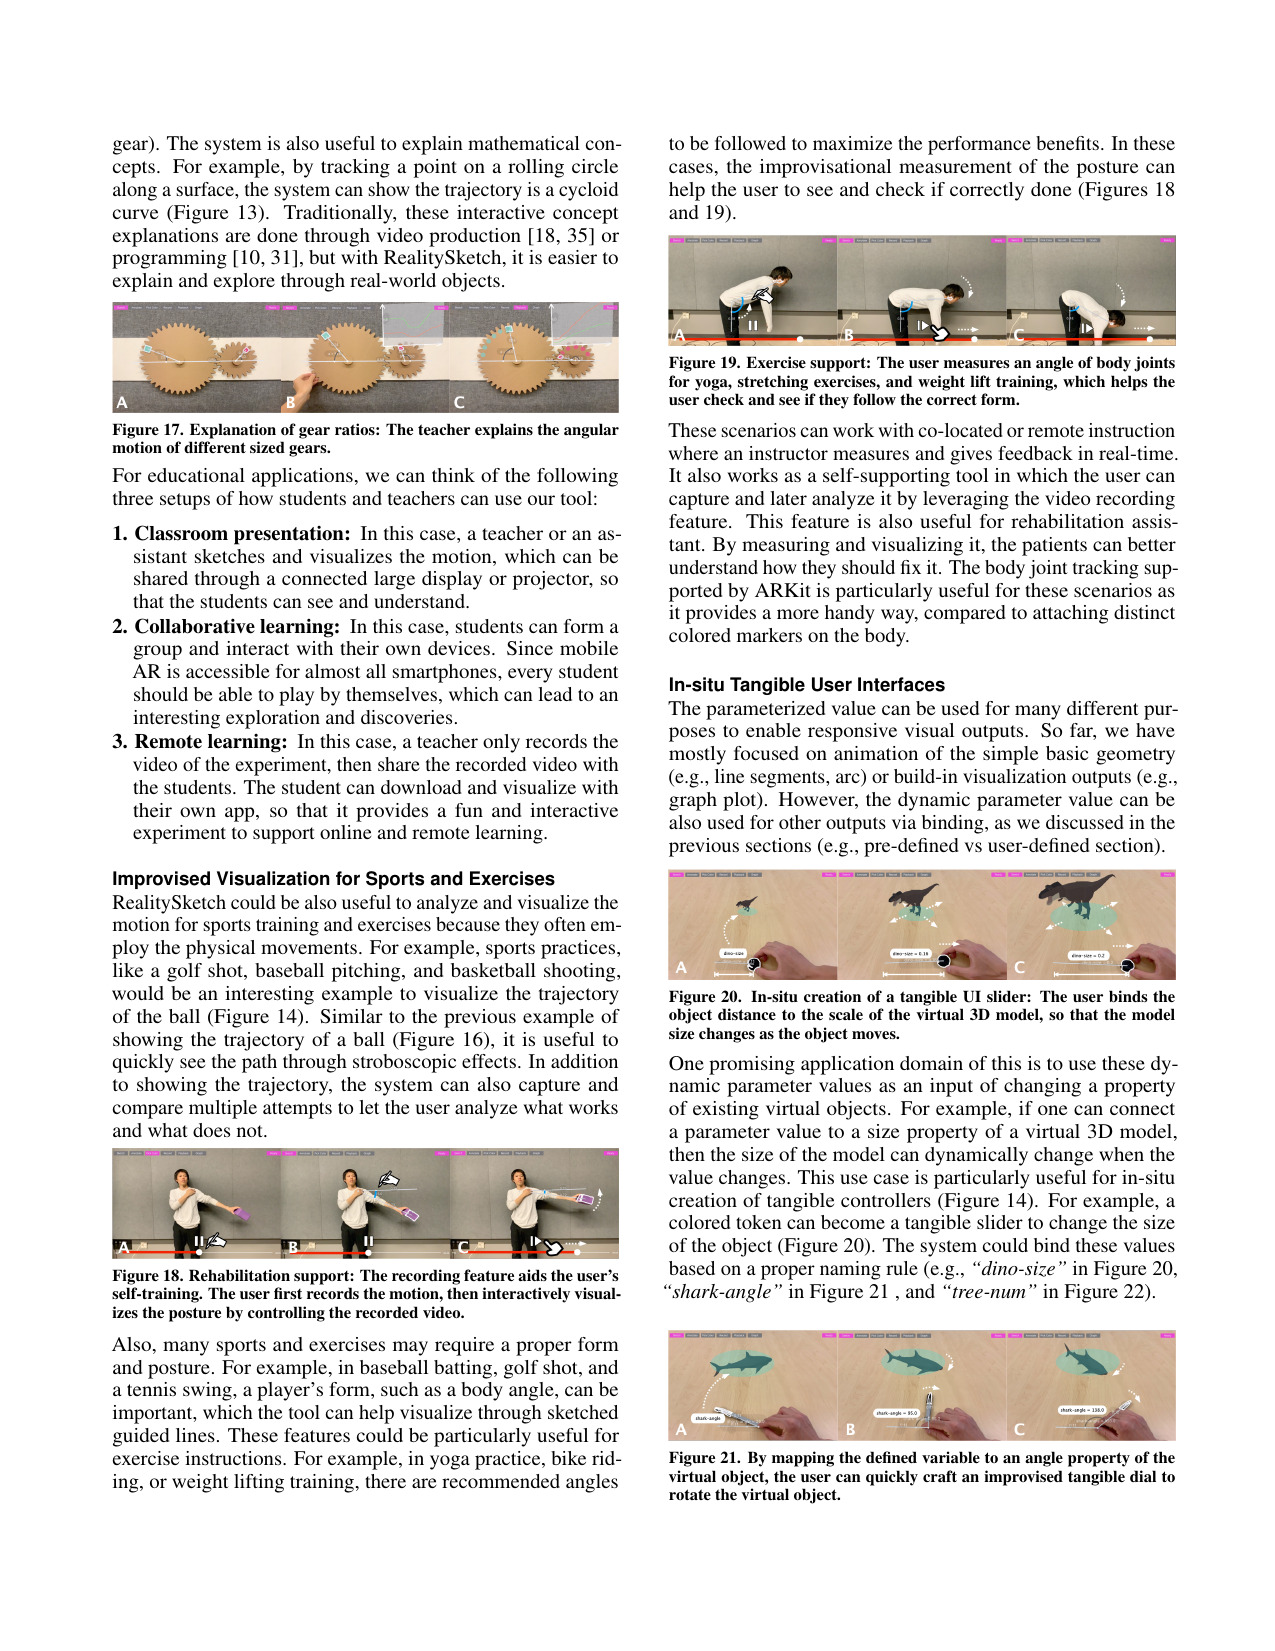 gear). The system is also useful to explain mathematical con-
cepts. For example, by tracking a point on a rolling circle
along a surface, the system can show the trajectory is a cycloid
curve (Figure 13). Traditionally, these interactive concept
explanations are done through video production [18, 35] or
programming [10, 31], but with RealitySketch, it is easier to
explain and explore through real-world objects.
A
B
C
Figure 17. Explanation of gear ratios: The teacher explains the angular
motion of different sized gears.
For educational applications, we can think of the following
three setups of how students and teachers can use our tool:
1. Classroom presentation: In this case, a teacher or an as-
sistant sketches and visualizes the motion, which can be
shared through a connected large display or projector, so
that the students can see and understand.
2. Collaborative learning: In this case, students can form a
group and interact with their own devices. Since mobile
AR is accessible for almost all smartphones, every student
should be able to play by themselves, which can lead to an
interesting exploration and discoveries.
3. Remote learning: In this case, a teacher only records the
video of the experiment, then share the recorded video with
the students. The student can download and visualize with
their own app, so that it provides a fun and interactive
experiment to support online and remote learning.
Improvised Visualization for Sports and Exercises
RealitySketch could be also useful to analyze and visualize the
motion for sports training and exercises because they often em-
ploy the physical movements. For example, sports practices,
like a golf shot, baseball pitching, and basketball shooting,
would be an interesting example to visualize the trajectory
of the ball (Figure 14). Similar to the previous example of
showing the trajectory of a ball (Figure 16), it is useful to
quickly see the path through stroboscopic effects. In addition
to showing the trajectory, the system can also capture and
compare multiple attempts to let the user analyze what works
and what does not.
A
B
C
Figure 18. Rehabilitation support: The recording feature aids the user's
self-training. The user first records the motion, then interactively visual-
izes the posture by controlling the recorded video.
Also, many sports and exercises may require a proper form
and posture. For example, in baseball batting, golf shot, and
a tennis swing, a player's form, such as a body angle, can be
important, which the tool can help visualize through sketched
guided lines. These features could be particularly useful for
exercise instructions. For example, in yoga practice, bike rid-
ing, or weight lifting training, there are recommended angles
to be followed to maximize the performance benefits. In these
cases, the improvisational measurement of the posture can
help the user to see and check if correctly done (Figures 18
and 19).
A
B
C
Figure 19. Exercise support: The user measures an angle of body joints
for yoga, stretching exercises, and weight lift training, which helps the
user check and see if they follow the correct form.
These scenarios can work with co-located or remote instruction
where an instructor measures and gives feedback in real-time.
It also works as a self-supporting tool in which the user can
capture and later analyze it by leveraging the video recording
feature. This feature is also useful for rehabilitation assis-
tant. By measuring and visualizing it, the patients can better
understand how they should fix it. The body joint tracking sup-
ported by ARKit is particularly useful for these scenarios as
it provides a more handy way, compared to attaching distinct
colored markers on the body.
In-situ Tangible User Interfaces
The parameterized value can be used for many different pur-
poses to enable responsive visual outputs. So far, we have
mostly focused on animation of the simple basic geometry
(e.g., line segments, arc) or build-in visualization outputs (e.g.,
graph plot). However, the dynamic parameter value can be
also used for other outputs via binding, as we discussed in the
previous sections (e.g., pre-defined vs user-defined section).
dino-size
dino-size = 0.16
dino-size = 0.2
A
B
C
Figure 20. In-situ creation of a tangible UI slider: The user binds the
object distance to the scale of the virtual 3D model, so that the model
size changes as the object moves.
One promising application domain of this is to use these dy-
namic parameter values as an input of changing a property
of existing virtual objects. For example, if one can connect
a parameter value to a size property of a virtual 3D model,
then the size of the model can dynamically change when the
value changes. This use case is particularly useful for in-situ
creation of tangible controllers (Figure 14). For example, a
colored token can become a tangible slider to change the size
of the object (Figure 20). The system could bind these values
based on a proper naming rule (e.g., “dino-size” in Figure 20,
“shark-angle” in Figure 21 , and “tree-num” in Figure 22).
shark-angle
shark-angle = 95.0
shark-angle = 138.0
A
B
C
Figure 21. By mapping the defined variable to an angle property of the
virtual object, the user can quickly craft an improvised tangible dial to
rotate the virtual object.